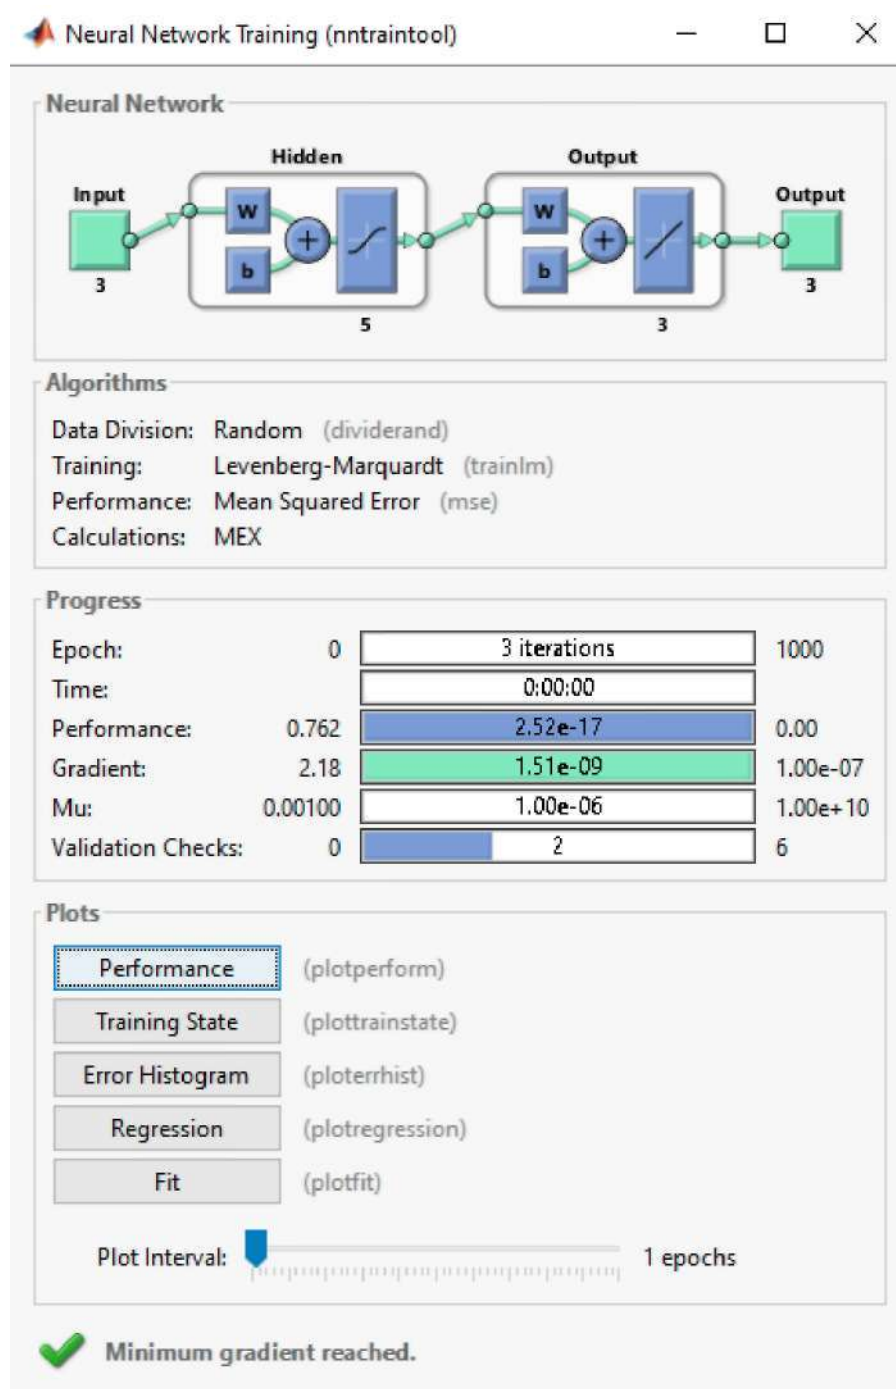 Neural Network Training (nntraintool)
Neural Network
Hidden
Output
Input
Output
W
W
b
b
3
3
5
3
Algorithms
Data Division: Random (dividerand)
Training: Levenberg-Marquardt (trainlm)
Performance: Mean Squared Error (mse)
Calculations: MEX
Progress
Epoch: 0 3 iterations 1000
Time: 0:00:00
Performance: 0.762 2.52e-17 0.00
Gradient: 2.18 1.51e-09 1.00e-07
Mu: 0.00100 1.00e-06 1.00e+10
Validation Checks: 0 2 6
Plots
Performance (plotperform)
Training State (plottrainstate)
Error Histogram (ploterrhist)
Regression (plotregression)
Fit (plotfit)
Plot Interval: 1 epochs
Minimum gradient reached.